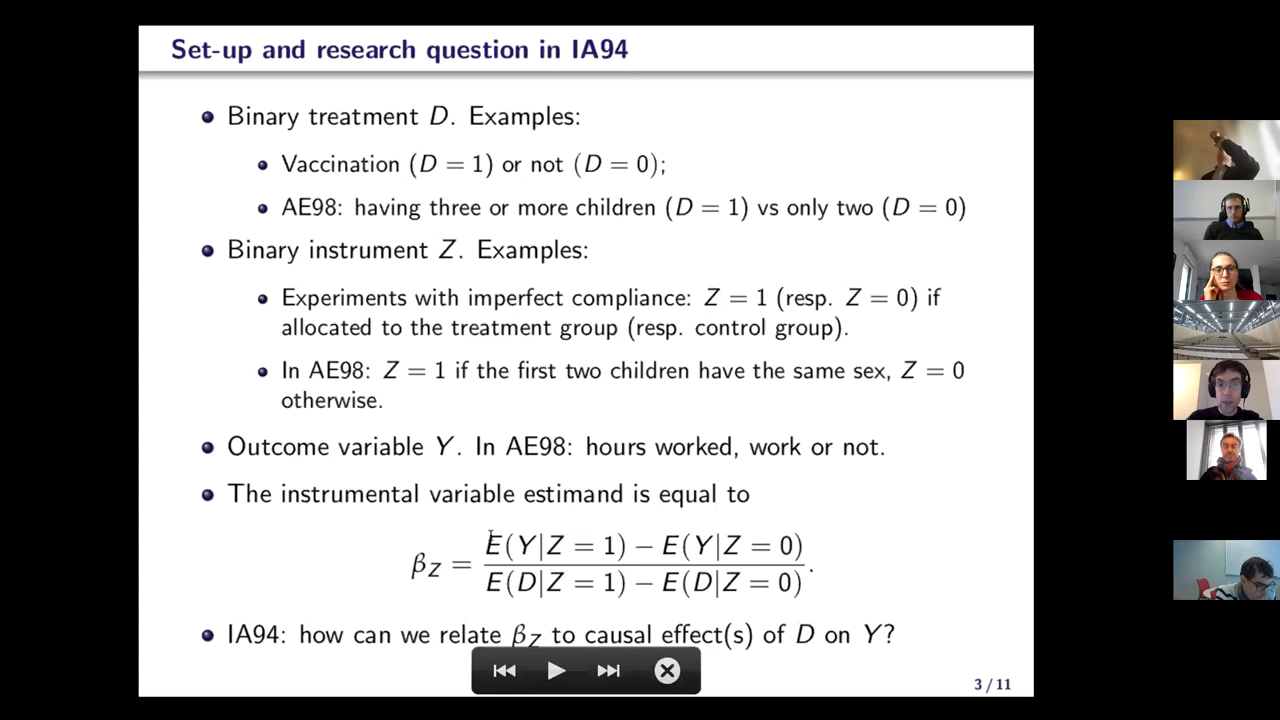 Set-up and research question in IA94
Binary treatment D. Examples:
Vaccination (D = 1) or not (D = 0);
AE98: having three or more children (D = 1) vs only two (D = 0)
Binary instrument Z. Examples:
Experiments with imperfect compliance: Z = 1 (resp. Z = 0) if
allocated to the treatment group (resp. control group).
In AE98: Z = 1 if the first two children have the same sex, Z = 0
otherwise.
Outcome variable Y. In AE98: hours worked, work or not.
The instrumental variable estimand is equal to
E(Y|Z = 1) − E(Y|Z = 0)
β_Z = ───────────────.
E(D|Z = 1) − E(D|Z = 0)
IA94: how can we relate β_Z to causal effect(s) of D on Y?
3 / 11